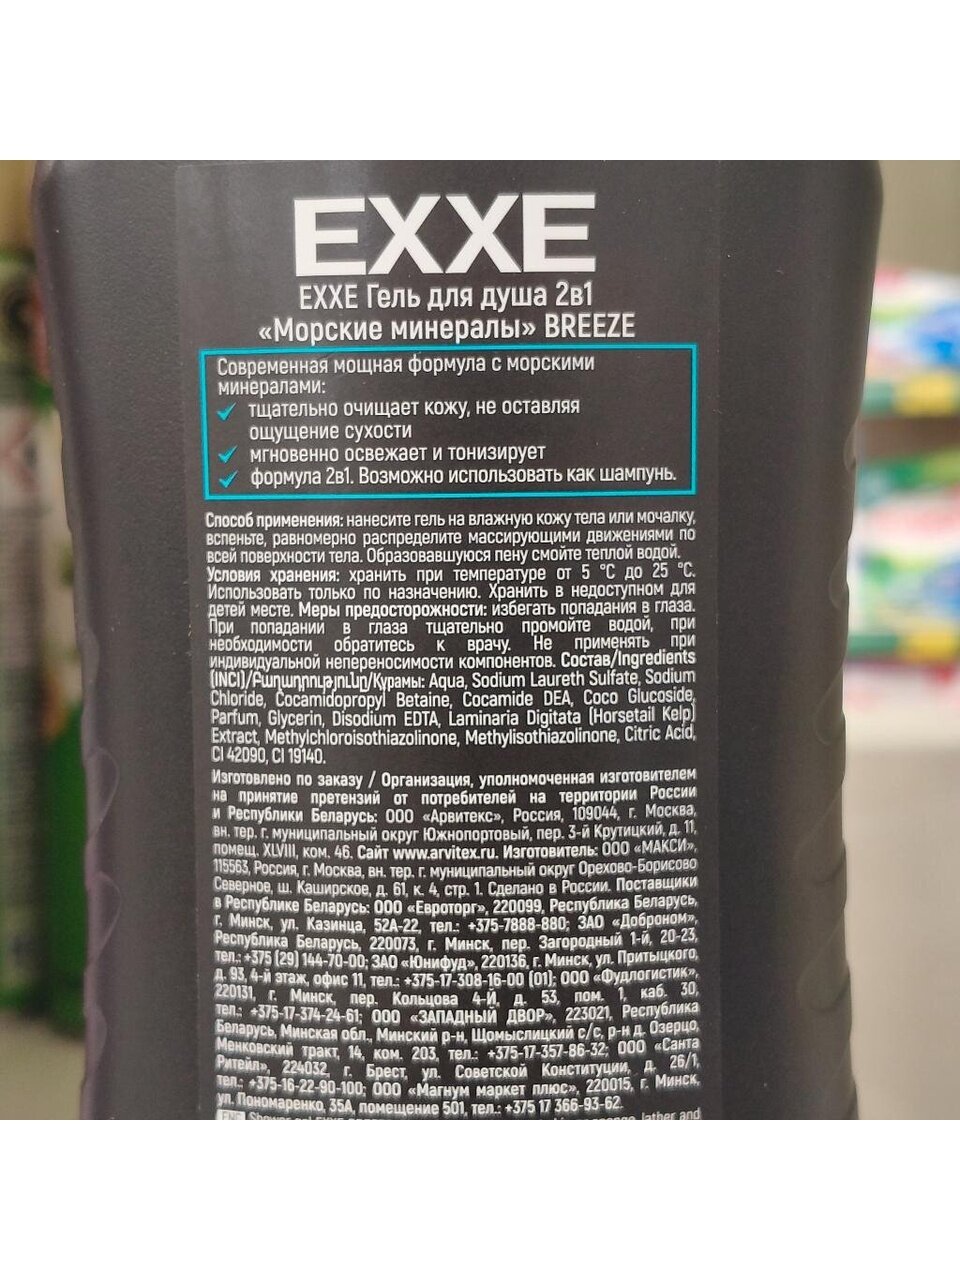 EXXE
EXXE Гель для душа 2в1
«Морские минералы» BREEZE
Современная мощная формула с морскими
минералами:
тщательно очищает кожу, не оставляя
ощущение сухости
мгновенно освежает и тонизирует
формула 2в1. Возможно использовать как шампунь.
Способ применения: нанесите гель на влажную кожу тела или мочалку,
вспеньте, равномерно распределите массирующими движениями по
всей поверхности тела. Образовавшуюся пену смойте теплой водой.
Условия хранения: хранить при температуре от 5 °C до 25 °C.
Использовать только по назначению. Хранить в недоступном для
детей месте. Меры предосторожности: избегать попадания в глаза.
При попадании в глаза тщательно промойте водой, при
необходимости обратитесь к врачу. Не применять при
индивидуальной непереносимости компонентов. Состав/Ingredients
(INCI)/Բաղադրությունը/Курамы: Aqua, Sodium Laureth Sulfate, Sodium
Chloride, Cocamidopropyl Betaine, Cocamide DEA, Coco Glucoside,
Parfum, Glycerin, Disodium EDTA, Laminaria Digitata (Horsetail Kelp)
Extract, Methylchloroisothiazolinone, Methylisothiazolinone, Citric Acid,
CI 42090, CI 19140.
Изготовлено по заказу / Организация, уполномоченная изготовителем
на принятие претензий от потребителей на территории России
и Республики Беларусь: ООО «Арвитекс», Россия, 109044, г. Москва,
вн. тер. г. муниципальный округ Южнопортовый, пер. 3-й Крутицкий, д. 11,
помещ. XLVIII, ком. 46. Сайт www.arvitex.ru. Изготовитель: ООО «МАКСИ»,
115563, Россия, г. Москва, вн. тер. г. муниципальный округ Орехово-Борисово
Северное, ш. Каширское, д. 61, к. 4, стр. 1. Сделано в России. Поставщики
в Республике Беларусь: ООО «Евроторг», 220099, Республика Беларусь,
г. Минск, ул. Казинца, 52А-22, тел.: +375-7888-880; ЗАО «Доброном»,
Республика Беларусь, 220073, г. Минск, пер. Загородный 1-й, 20-23,
тел.: +375 (29) 144-70-00; ЗАО «Юнифуд», 220136, г. Минск, ул. Притыцкого,
д. 93, 4-й этаж, офис 11, тел.: +375-17-308-16-00 (01); ООО «Фудлогистик»,
220131, г. Минск, пер. Кольцова 4-Й, д. 53, пом. 1, каб. 30,
тел.: +375-17-374-24-61; ООО «ЗАПАДНЫЙ ДВОР», 223021, Республика
Беларусь, Минская обл., Минский р-н, Щомыслицкий с/с, р-н д. Озерцо,
Менковский тракт, 14, ком. 203, тел.: +375-17-357-86-32; ООО «Санта
Ритейл», 224032, г. Брест, ул. Советской Конституции, д. 26/1,
тел.: +375-16-22-90-100; ООО «Магнум маркет плюс», 220015, г. Минск,
ул. Пономаренко, 35А, помещение 501, тел.: +375 17 366-93-62.
lather and